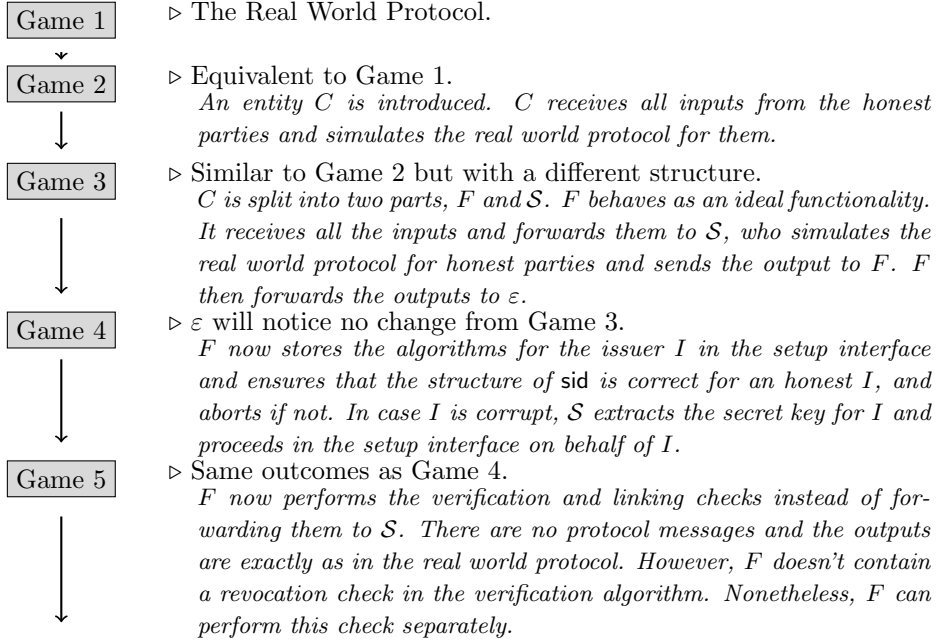 Game 1 ▷ The Real World Protocol.
Game 2 ▷ Equivalent to Game 1.
An entity C is introduced. C receives all inputs from the honest
parties and simulates the real world protocol for them.
Game 3 ▷ Similar to Game 2 but with a different structure.
C is split into two parts, F and 𝒮. F behaves as an ideal functionality.
It receives all the inputs and forwards them to 𝒮, who simulates the
real world protocol for honest parties and sends the output to F. F
then forwards the outputs to ε.
Game 4 ▷ ε will notice no change from Game 3.
F now stores the algorithms for the issuer I in the setup interface
and ensures that the structure of sid is correct for an honest I, and
aborts if not. In case I is corrupt, 𝒮 extracts the secret key for I and
proceeds in the setup interface on behalf of I.
Game 5 ▷ Same outcomes as Game 4.
F now performs the verification and linking checks instead of for-
warding them to 𝒮. There are no protocol messages and the outputs
are exactly as in the real world protocol. However, F doesn't contain
a revocation check in the verification algorithm. Nonetheless, F can
perform this check separately.